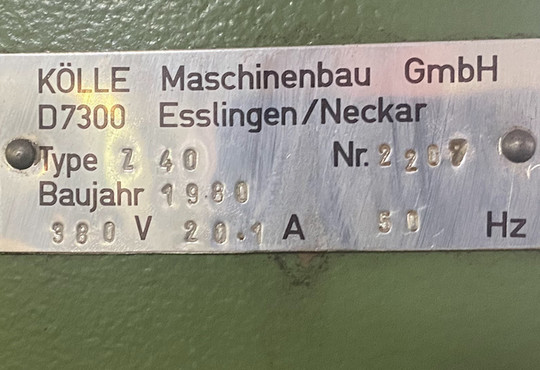 KÖLLE Maschinenbau GmbH
D7300 Esslingen/Neckar
Type Z 40 Nr. 2207
Baujahr 1980
380 V 20.1 A 50 Hz